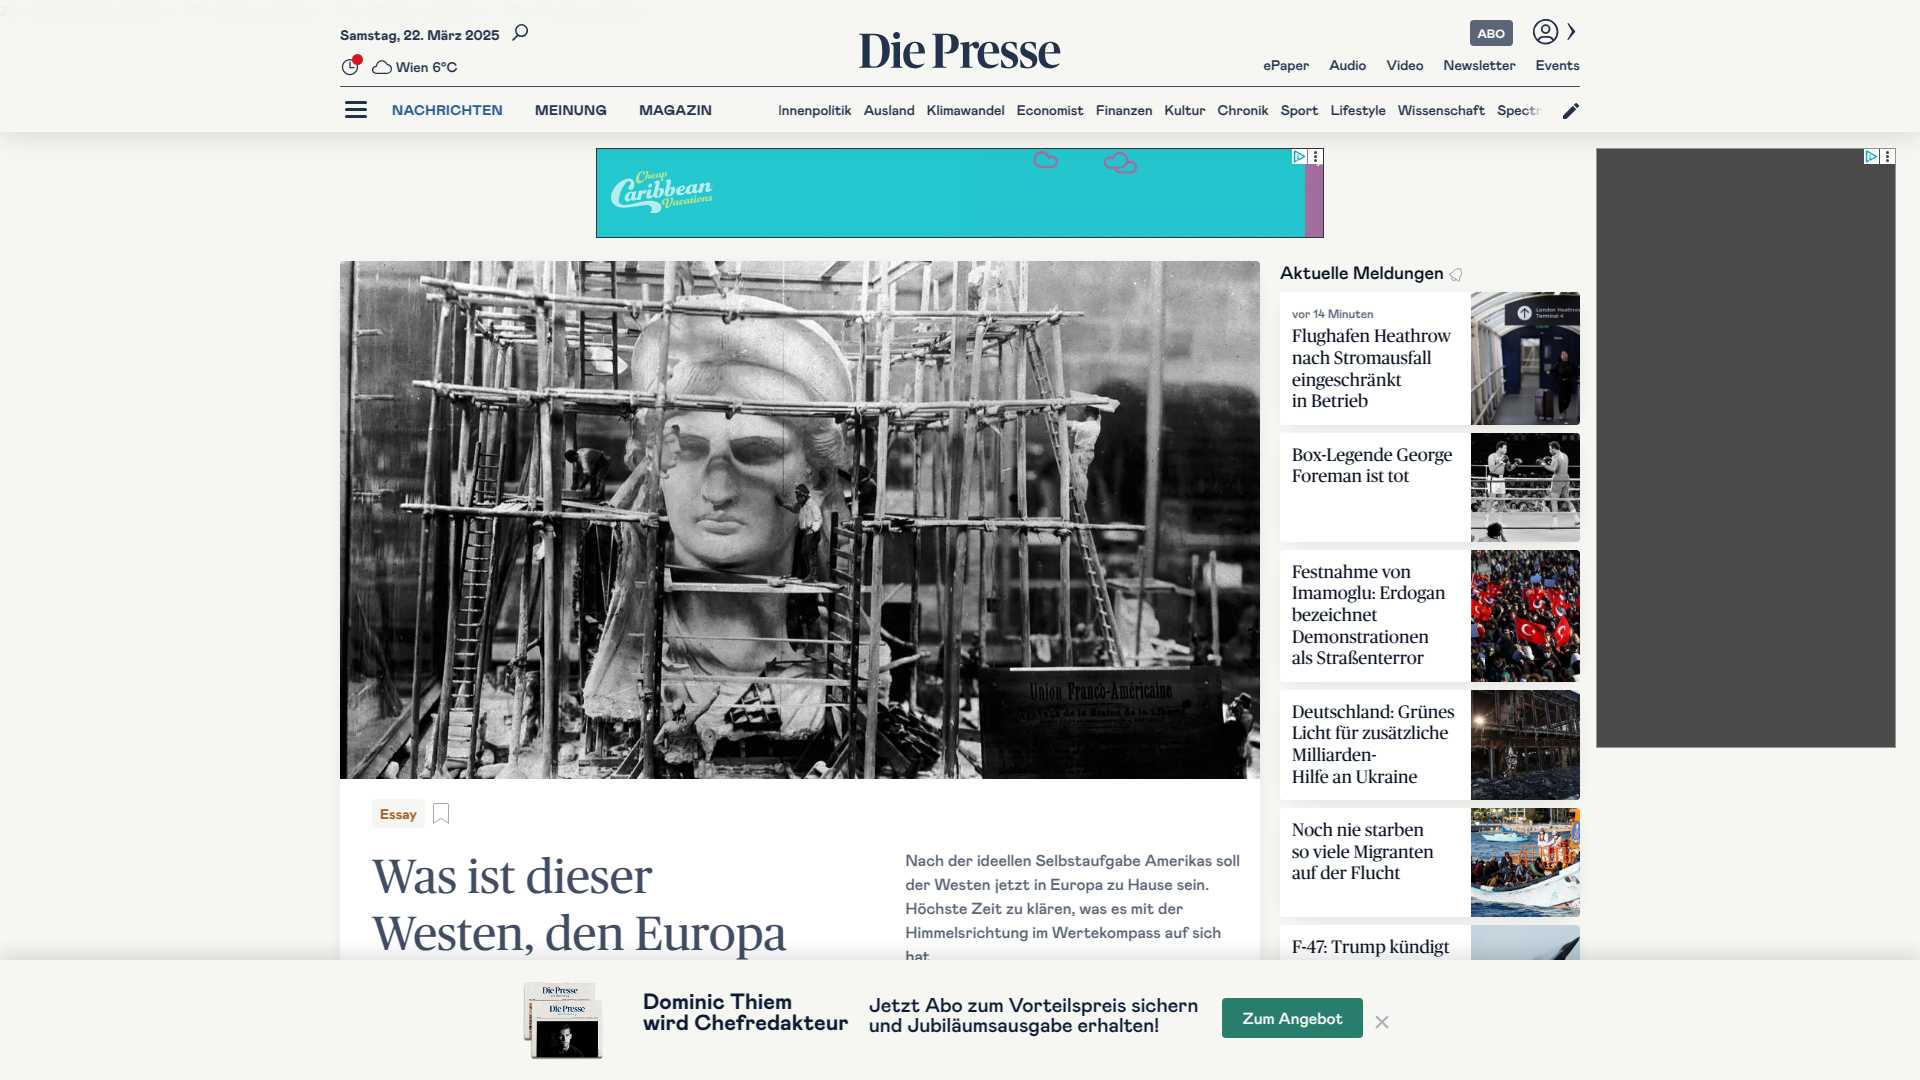 Samstag, 22. März 2025
Wien 6°C
Die Presse
ABO
ePaper Audio Video Newsletter Events
NACHRICHTEN MEINUNG MAGAZIN
Innenpolitik Ausland Klimawandel Economist Finanzen Kultur Chronik Sport Lifestyle Wissenschaft
Cheap
Caribbean
Vacations
Union Franco-Américaine
Essay
Was ist dieser
Westen, den Europa
Nach der ideellen Selbstaufgabe Amerikas soll
der Westen jetzt in Europa zu Hause sein.
Höchste Zeit zu klären, was es mit der
Himmelsrichtung im Wertekompass auf sich
hat.
Aktuelle Meldungen
vor 14 Minuten
Flughafen Heathrow
nach Stromausfall
eingeschränkt
in Betrieb
London Heathrow
Terminal 4
Box-Legende George
Foreman ist tot
Festnahme von
Imamoglu: Erdogan
bezeichnet
Demonstrationen
als Straßenterror
Deutschland: Grünes
Licht für zusätzliche
Milliarden-
Hilfe an Ukraine
Noch nie starben
so viele Migranten
auf der Flucht
F-47: Trump kündigt
Die Presse
Die Presse
Dominic Thiem
wird Chefredakteur
Jetzt Abo zum Vorteilspreis sichern
und Jubiläumsausgabe erhalten!
Zum Angebot